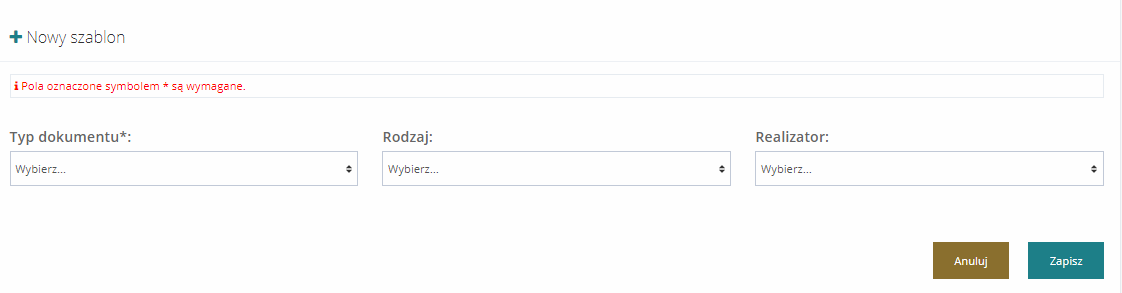 Nowy szablon
Pola oznaczone symbolem * są wymagane.
Typ dokumentu*: Rodzaj: Realizator:
Wybierz... Wybierz... Wybierz...
Anuluj Zapisz